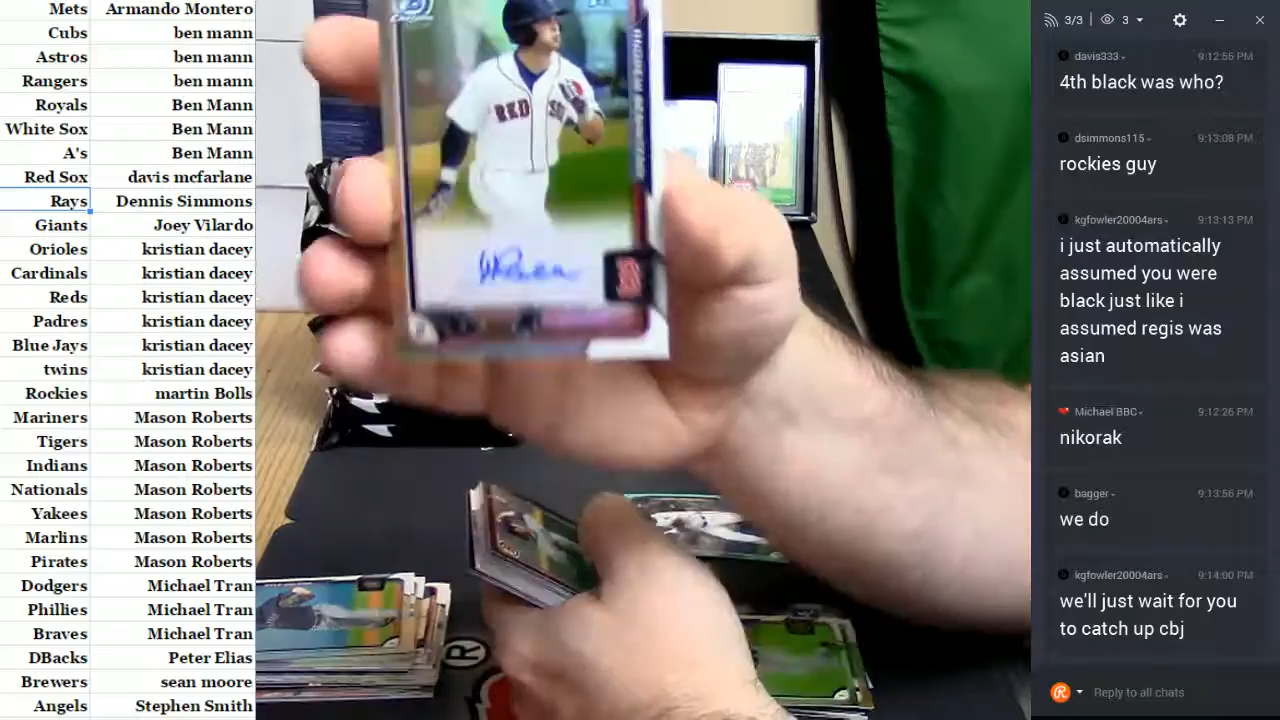 Mets Armando Montero
Cubs ben mann
Astros ben mann
Rangers ben mann
Royals Ben Mann
White Sox Ben Mann
A's Ben Mann
Red Sox davis mcfarlane
Rays Dennis Simmons
Giants Joey Vilardo
Orioles kristian dacey
Cardinals kristian dacey
Reds kristian dacey
Padres kristian dacey
Blue Jays kristian dacey
twins kristian dacey
Rockies martin Bolls
Mariners Mason Roberts
Tigers Mason Roberts
Indians Mason Roberts
Nationals Mason Roberts
Yakees Mason Roberts
Marlins Mason Roberts
Pirates Mason Roberts
Dodgers Michael Tran
Phillies Michael Tran
Braves Michael Tran
DBacks Peter Elias
Brewers sean moore
Angels Stephen Smith
RED
B
R
3/3 3
davis333 9:12:55 PM
4th black was who?
dsimmons115 9:13:08 PM
rockies guy
kgfowler20004ars 9:13:13 PM
i just automatically
assumed you were
black just like i
assumed regis was
asian
Michael BBC 9:12:26 PM
nikorak
bagger 9:13:56 PM
we do
kgfowler20004ars 9:14:00 PM
we'll just wait for you
to catch up cbj
Reply to all chats